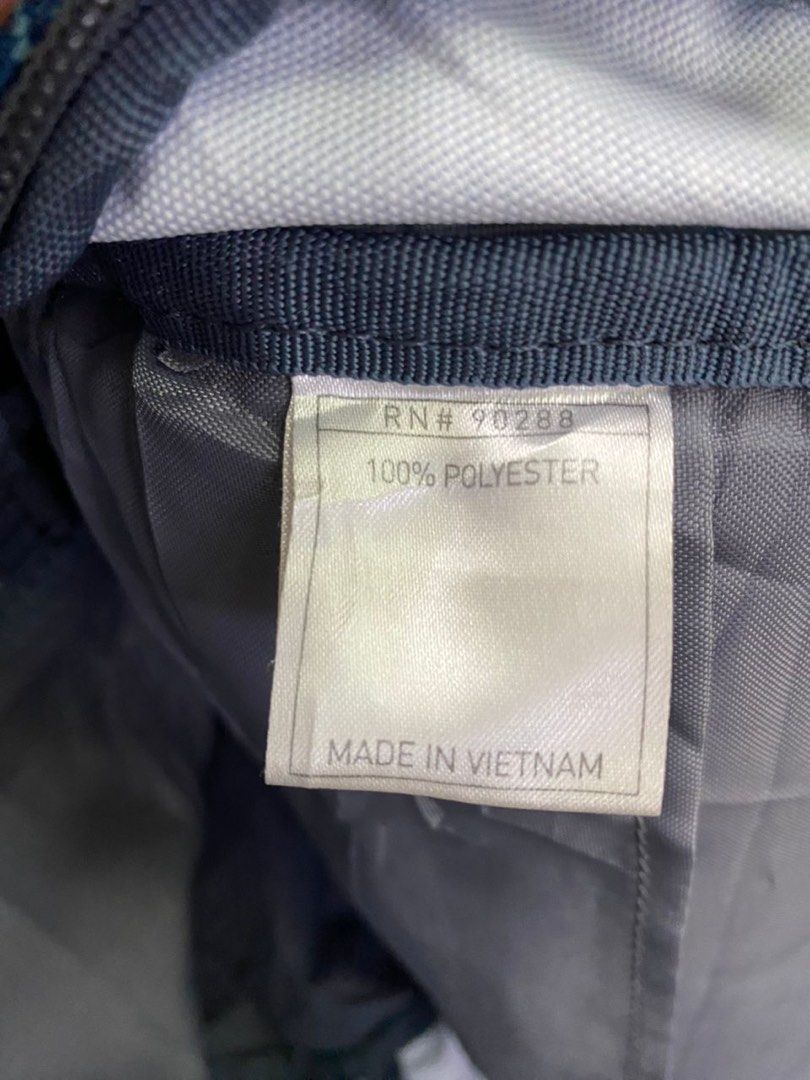 RN# 90288
100% POLYESTER
MADE IN VIETNAM